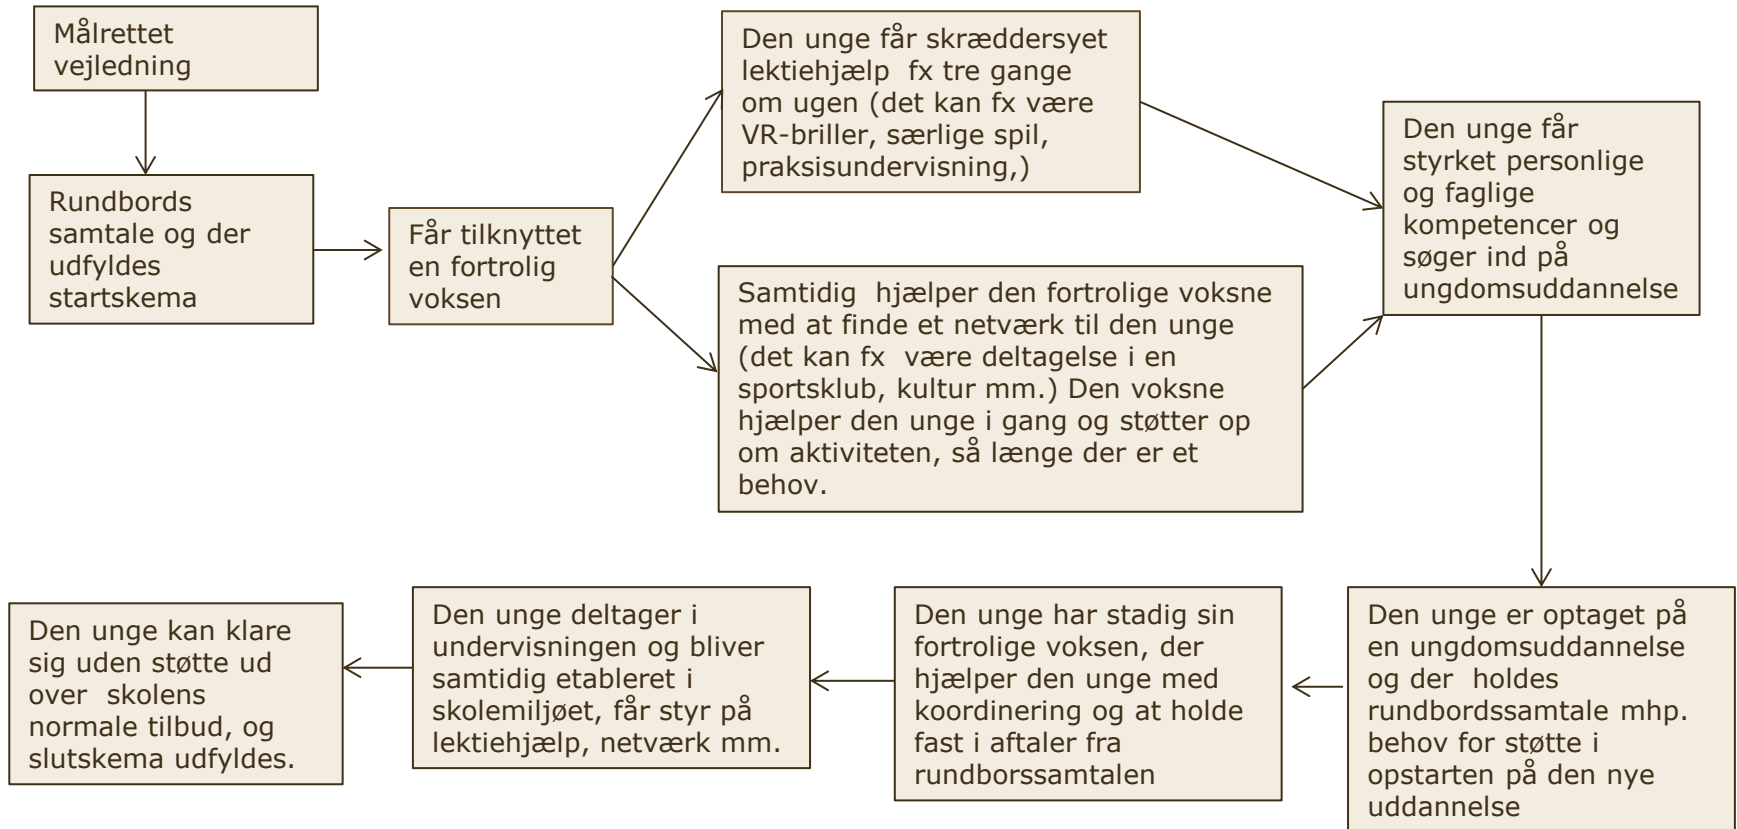 Målrettet
vejledning
Rundbords
samtale og der
udfyldes
startskema
Får tilknyttet
en fortrolig
voksen
Den unge får skræddersyet
lektiehjælp  fx tre gange
om ugen (det kan fx være
VR-briller, særlige spil,
praksisundervisning,)
Samtidig  hjælper den fortrolige voksne
med at finde et netværk til den unge
(det kan fx  være deltagelse i en
sportsklub, kultur mm.) Den voksne
hjælper den unge i gang og støtter op
om aktiviteten, så længe der er et
behov.
Den unge får
styrket personlige
og faglige
kompetencer og
søger ind på
ungdomsuddannelse
Den unge er optaget på
en ungdomsuddannelse
og der  holdes
rundbordssamtale mhp.
behov for støtte i
opstarten på den nye
uddannelse
Den unge har stadig sin
fortrolige voksen, der
hjælper den unge med
koordinering og at holde
fast i aftaler fra
rundborssamtalen
Den unge deltager i
undervisningen og bliver
samtidig etableret i
skolemiljøet, får styr på
lektiehjælp, netværk mm.
Den unge kan klare
sig uden støtte ud
over  skolens
normale tilbud, og
slutskema udfyldes.